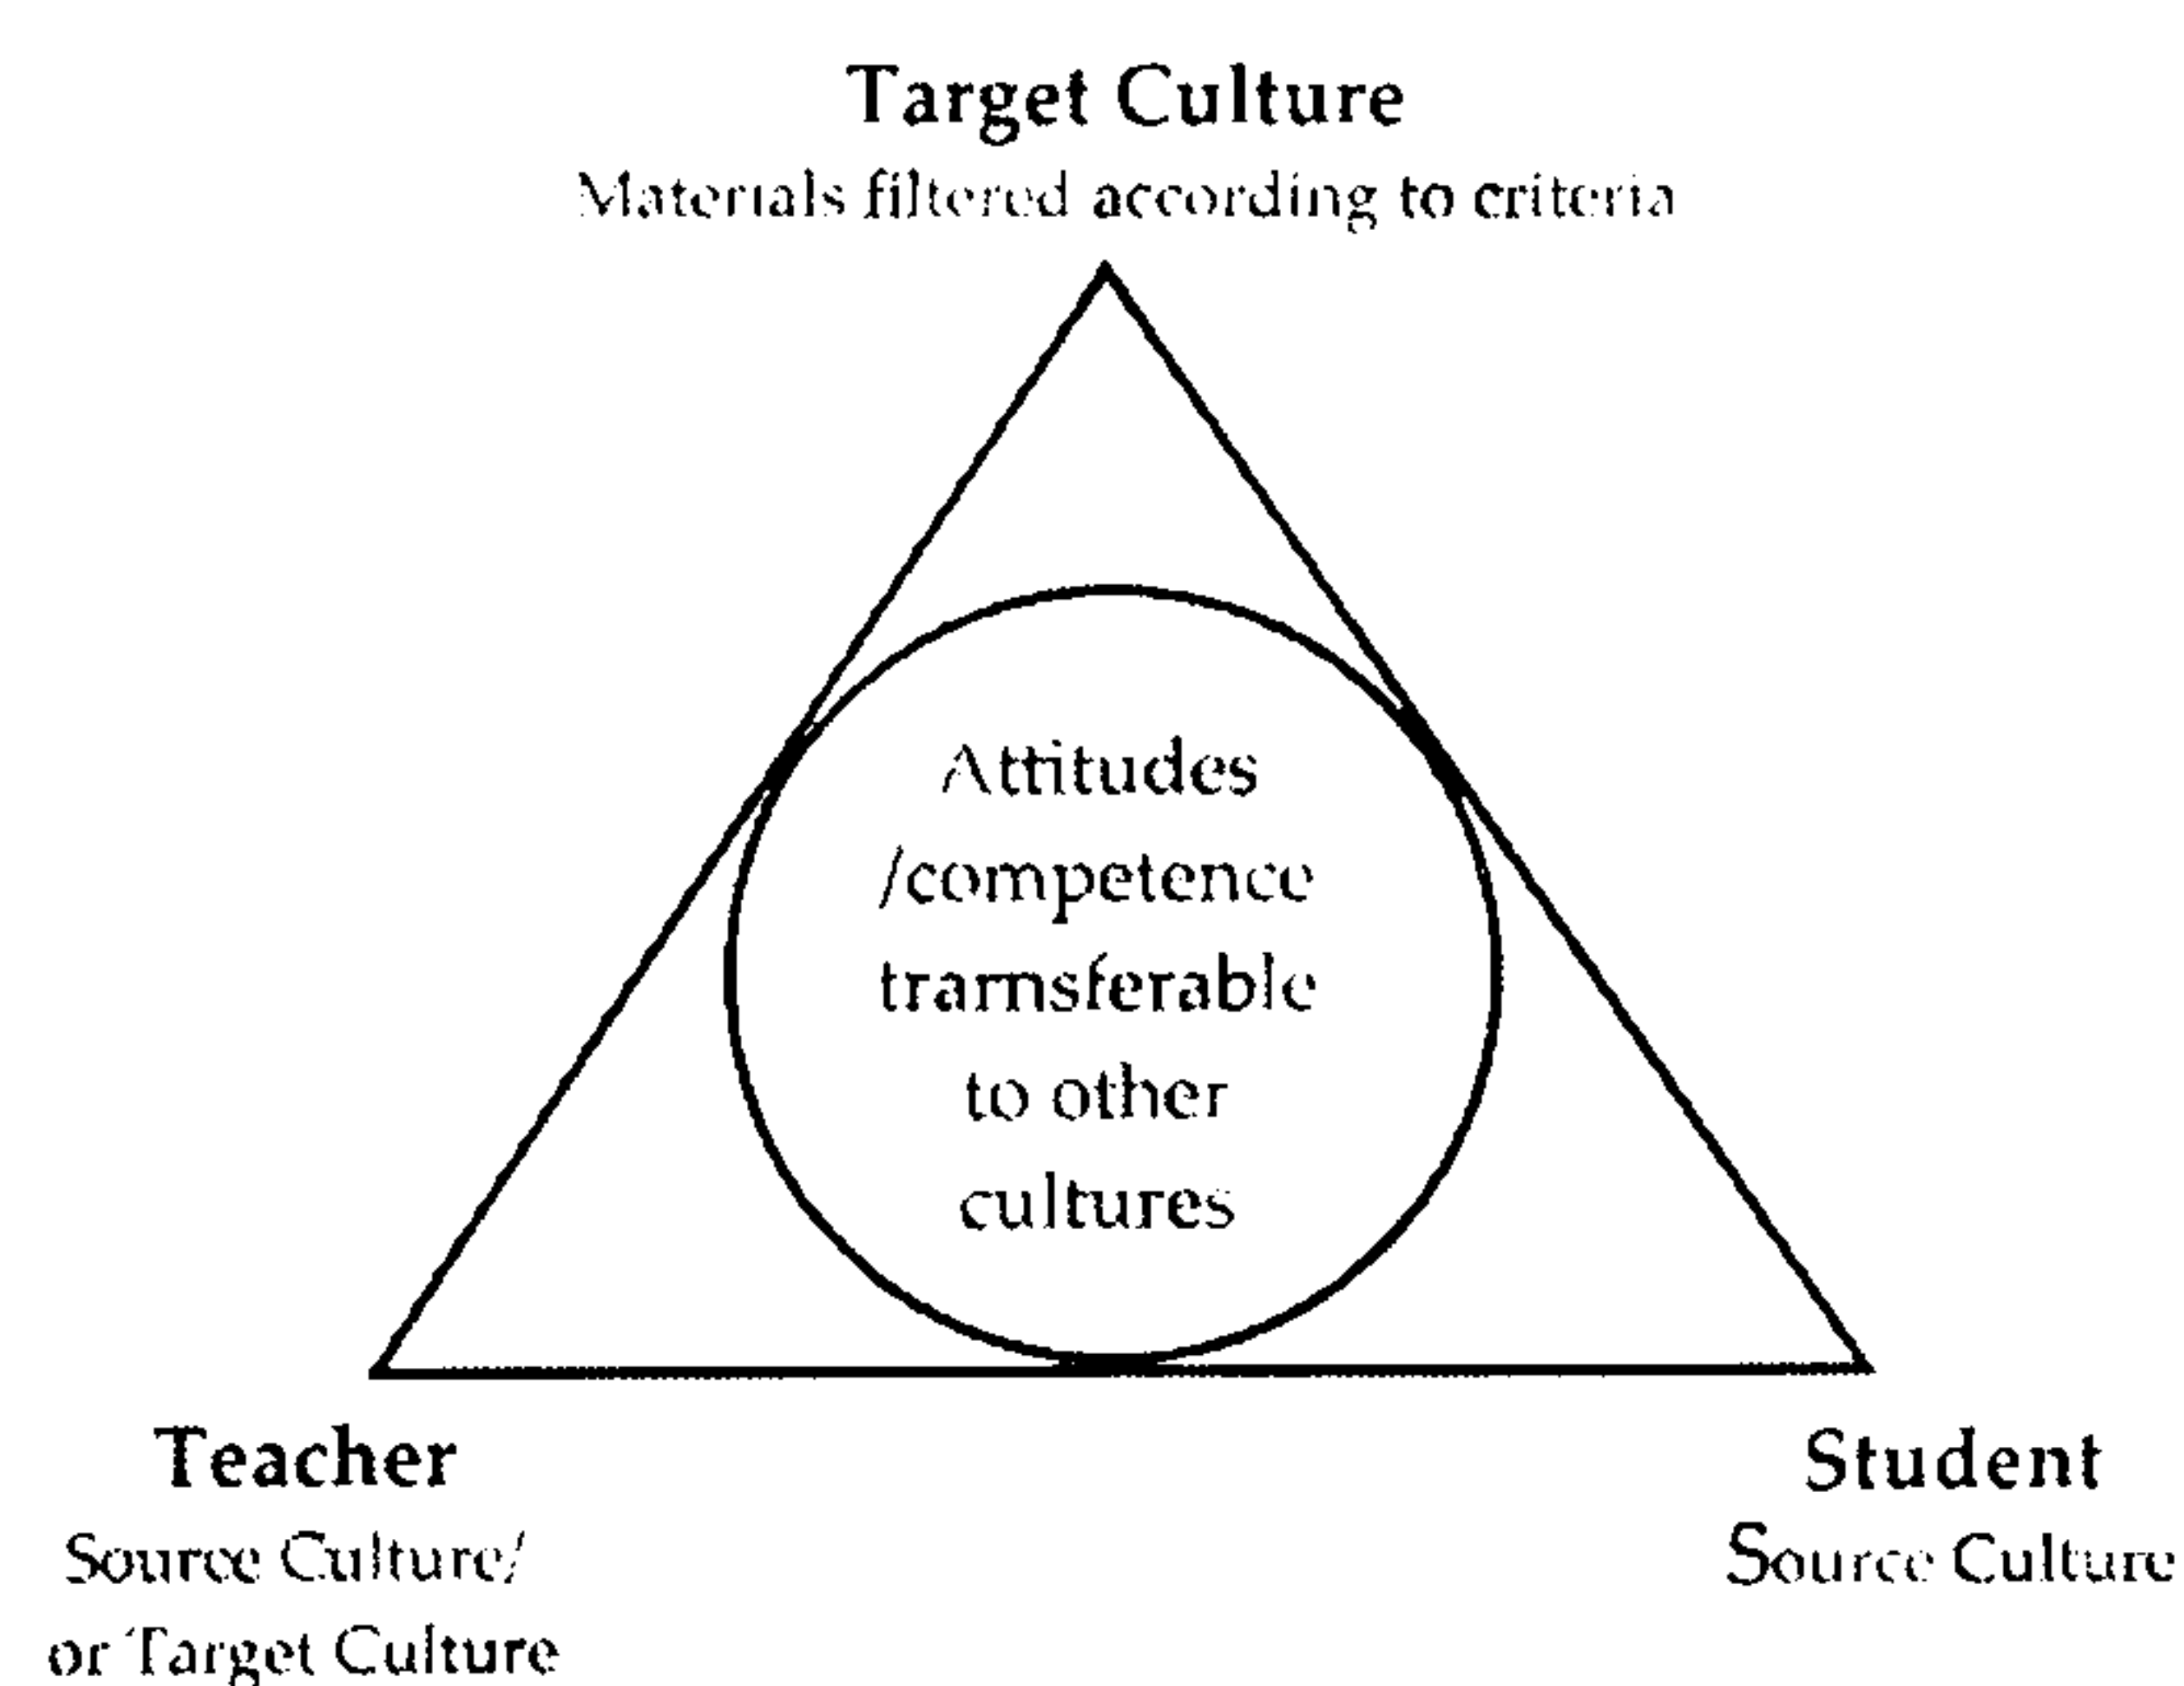 Target Culture
Materials filtered according to criteria
Attitudes
/competence
tramsferable
to other
cultures
Teacher
Source Culture/
or Target Culture
Student
Source Culture